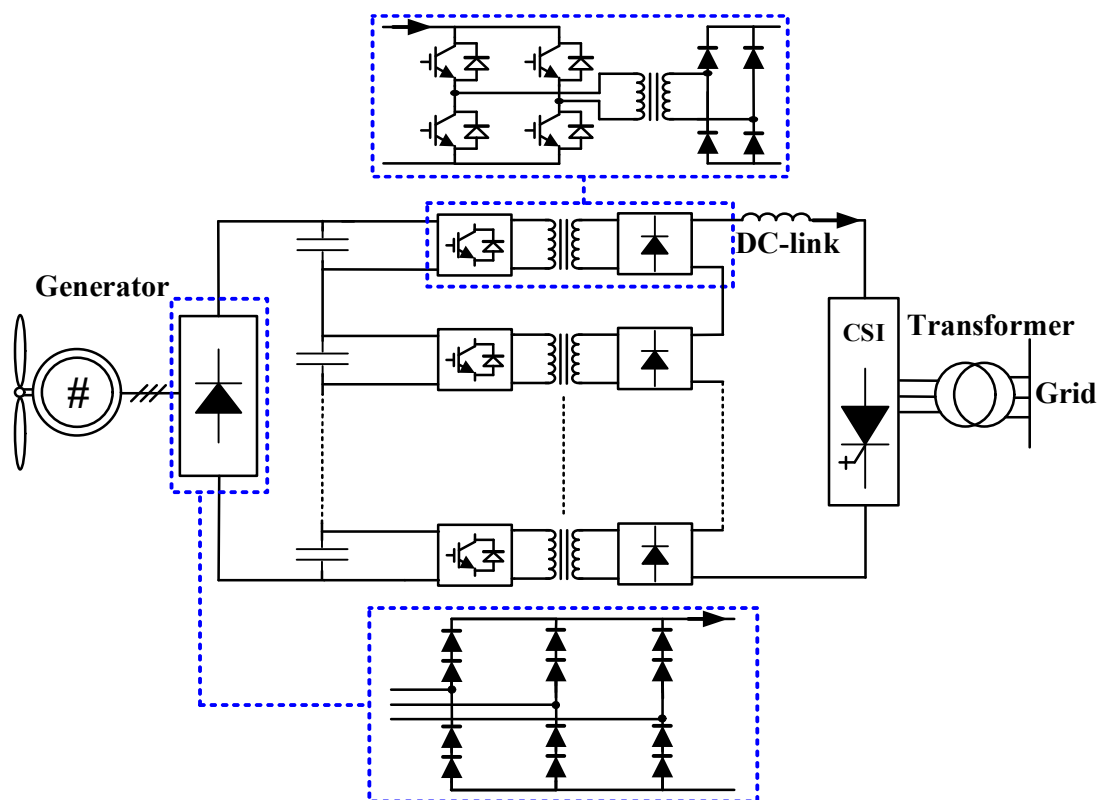 DC-link
Generator
CSI
Transformer
#
Grid